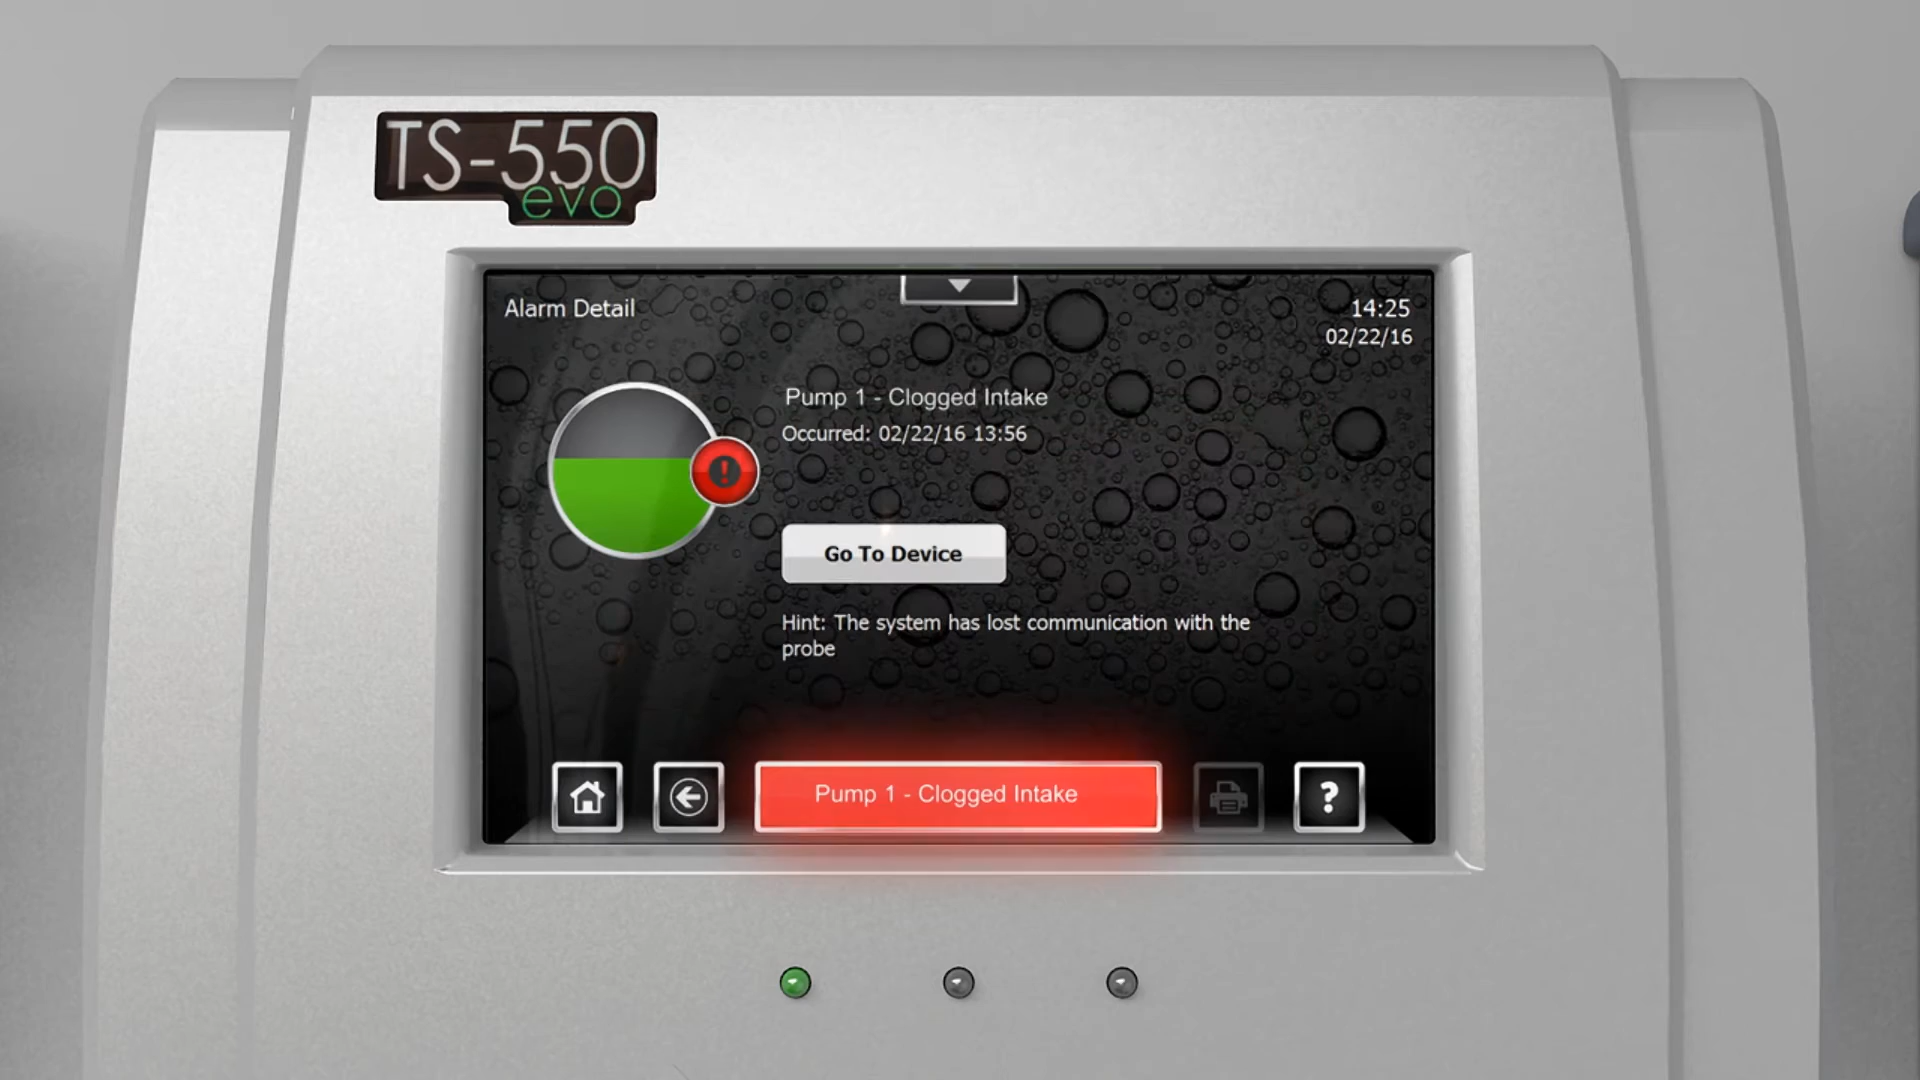 TS-550
evo
Alarm Detail
14:25
02/22/16
Pump 1 - Clogged Intake
Occurred: 02/22/16 13:56
Go To Device
Hint: The system has lost communication with the
probe
Pump 1 - Clogged Intake
?